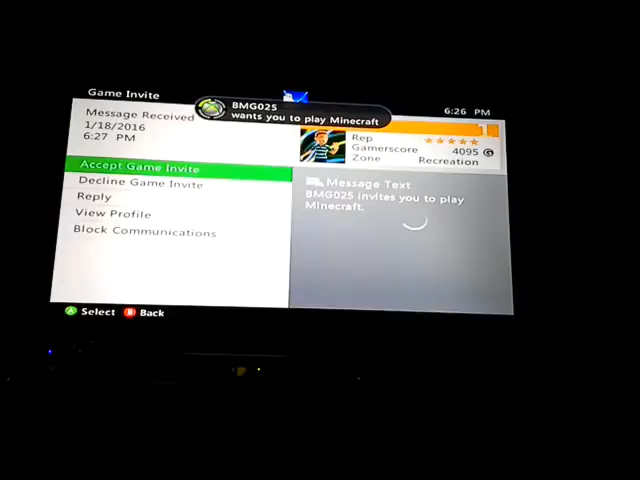 Game Invite
BMG025
wants you to play Minecraft
6:26 PM
Message Received
1/18/2016
6:27 PM
1
Rep
Gamerscore 4095 G
Zone Recreation
Accept Game Invite
Decline Game Invite
Reply
View Profile
Block Communications
Message Text
BMG025 invites you to play
Minecraft.
A Select B Back